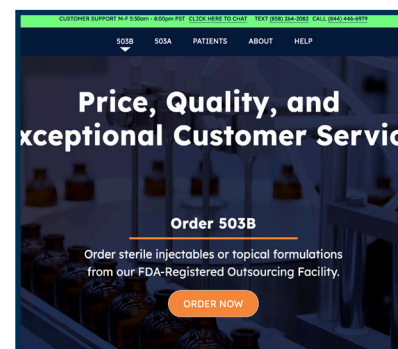 CUSTOMER SUPPORT M-F 5:30am - 8:00pm PST CLICK HERE TO CHAT TEXT (858) 264-2082 CALL (844) 446-6979
503B 503A PATIENTS ABOUT HELP
Price, Quality, and
xceptional Customer Servic
Order 503B
Order sterile injectables or topical formulations
from our FDA-Registered Outsourcing Facility.
ORDER NOW